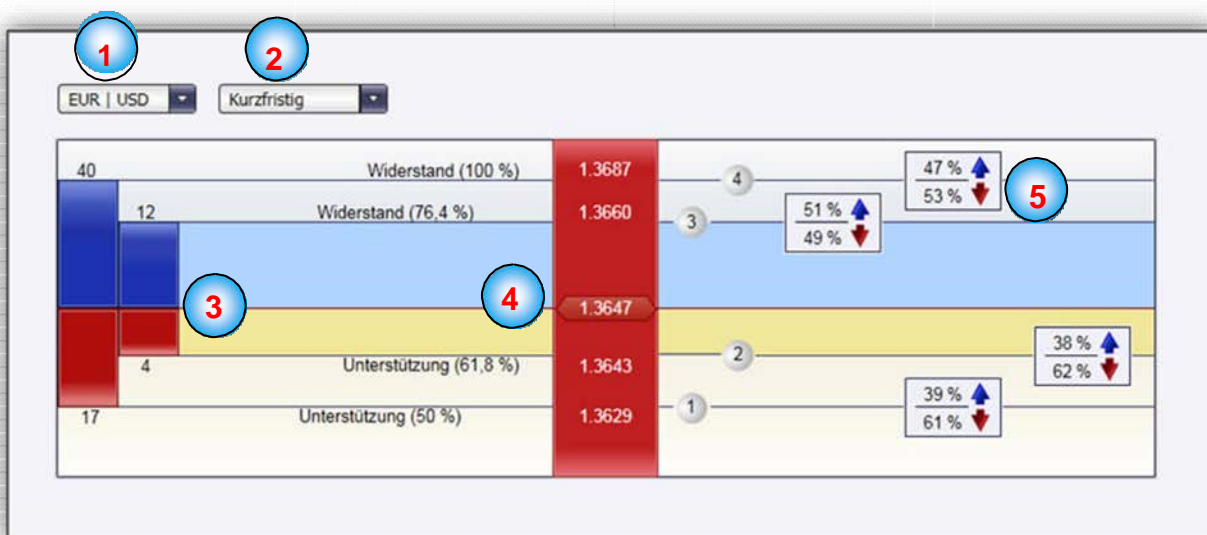 1 2
EUR | USD Kurzfristig
40 Widerstand (100 %) 1.3687 4 47 %
53 % 5
12 Widerstand (76,4 %) 1.3660 3 51 %
49 %
3 4 1.3647
4 Unterstützung (61,8 %) 1.3643 2 38 %
62 %
17 Unterstützung (50 %) 1.3629 1 39 %
61 %